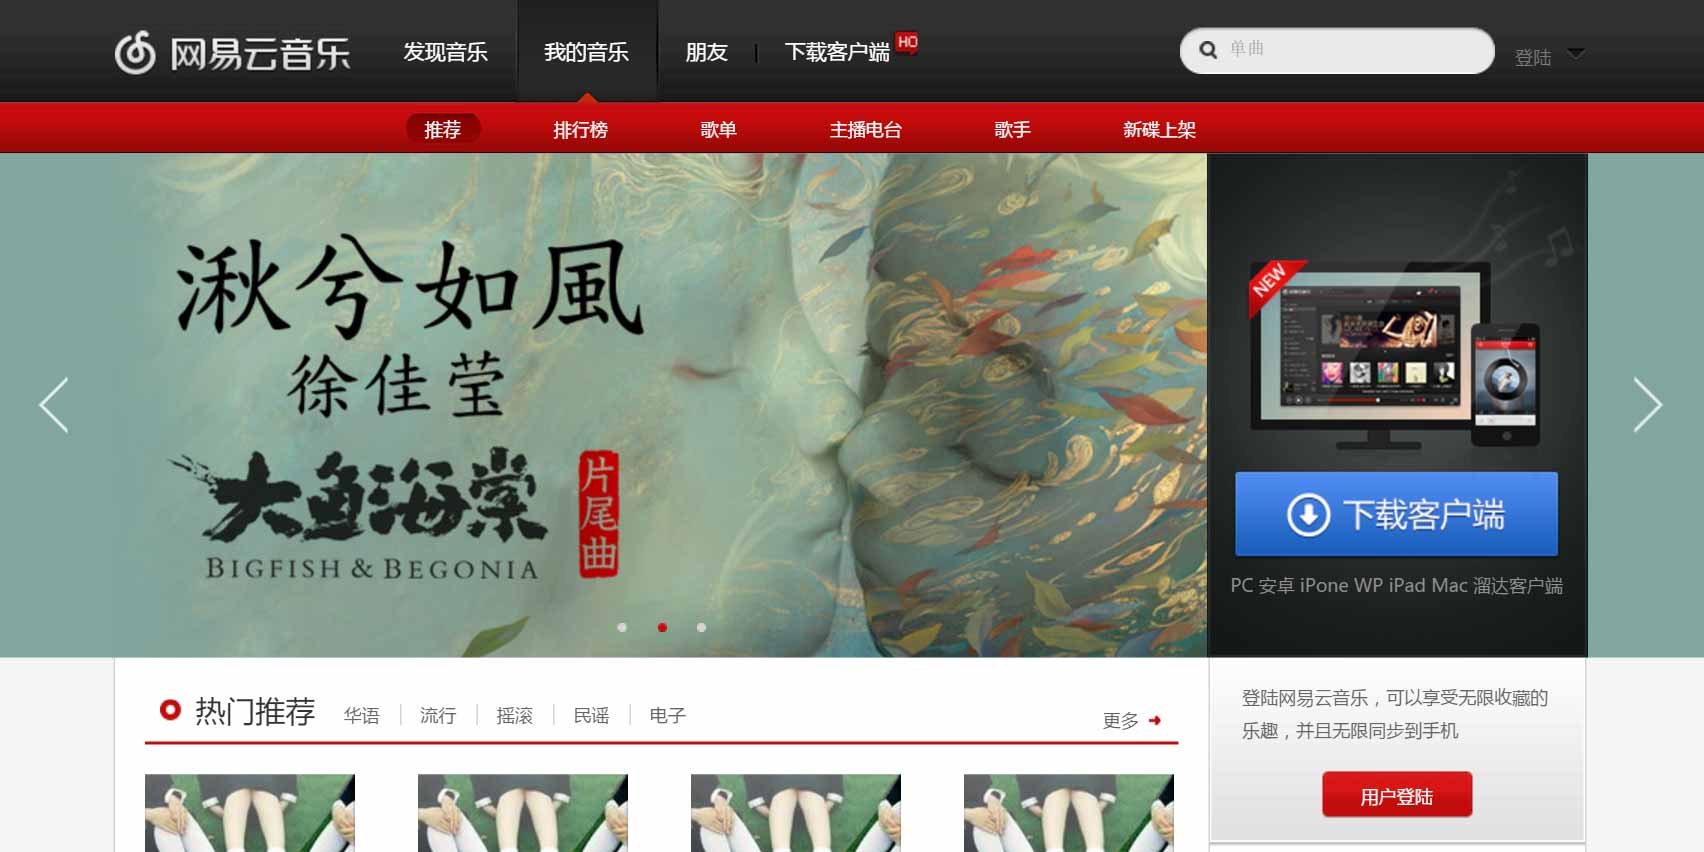 网易云音乐
发现音乐
我的音乐
朋友
下载客户端
HO
单曲
登陆
推荐
排行榜
歌单
主播电台
歌手
新碟上架
湫兮如風
徐佳莹
大鱼海棠
BIGFISH & BEGONIA
片尾曲
NEW
下载客户端
PC 安卓 iPone WP iPad Mac 溜达客户端
热门推荐
华语
流行
摇滚
民谣
电子
更多
登陆网易云音乐，可以享受无限收藏的
乐趣，并且无限同步到手机
用户登陆